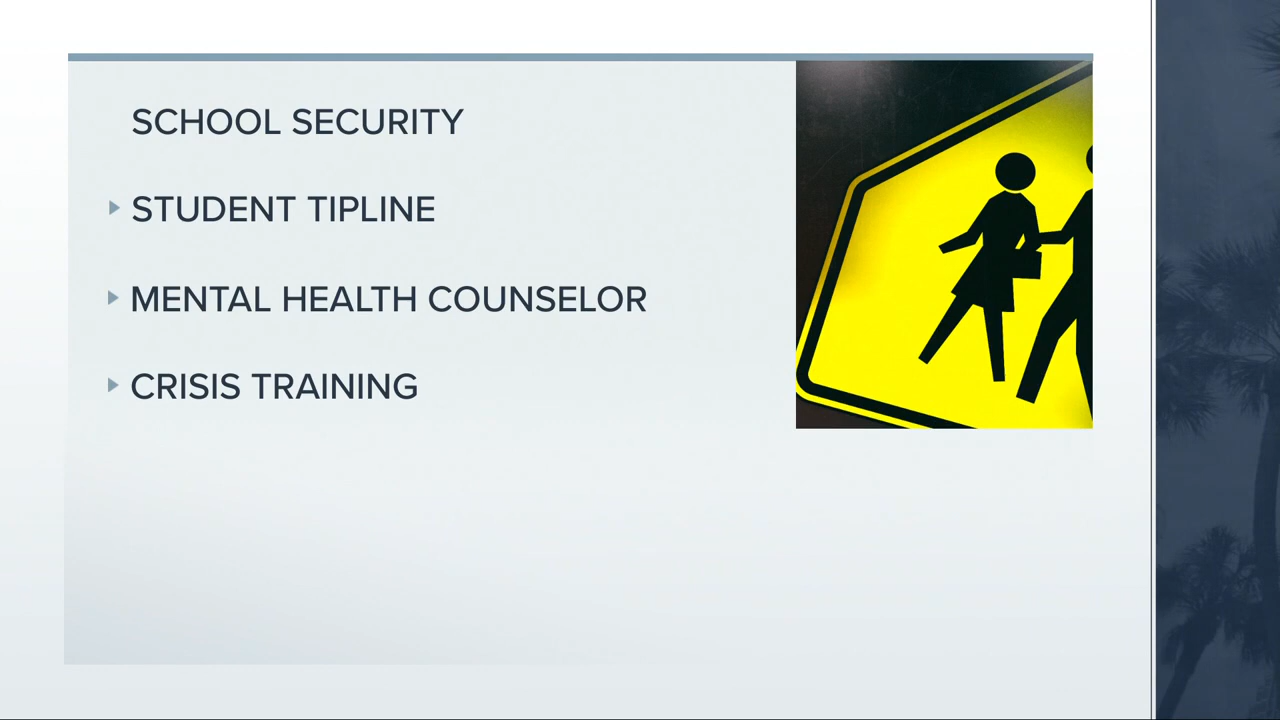 SCHOOL SECURITY
STUDENT TIPLINE
MENTAL HEALTH COUNSELOR
CRISIS TRAINING